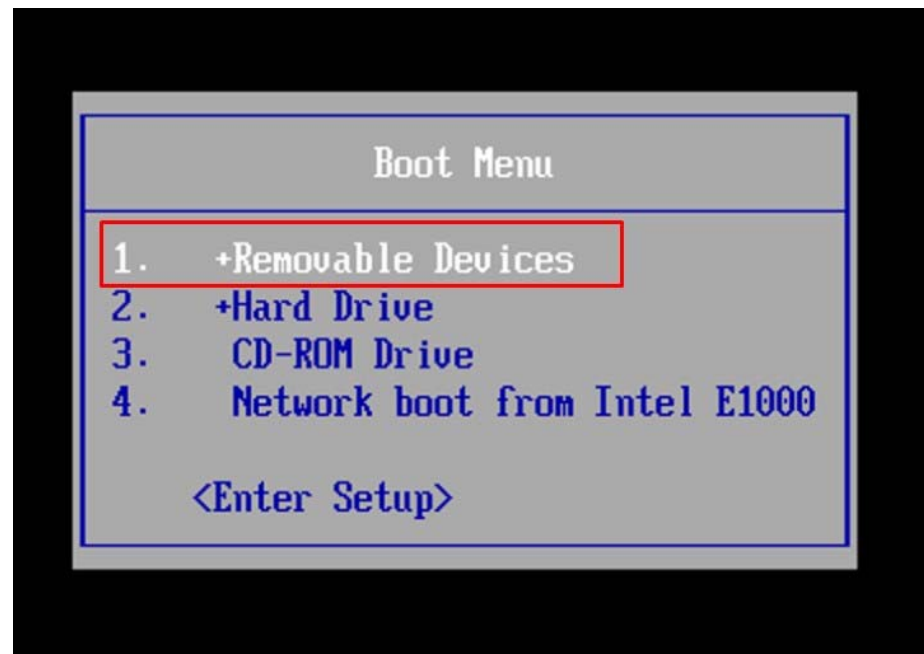 Boot Menu
1. +Removable Devices
2. +Hard Drive
3. CD-ROM Drive
4. Network boot from Intel E1000
<Enter Setup>